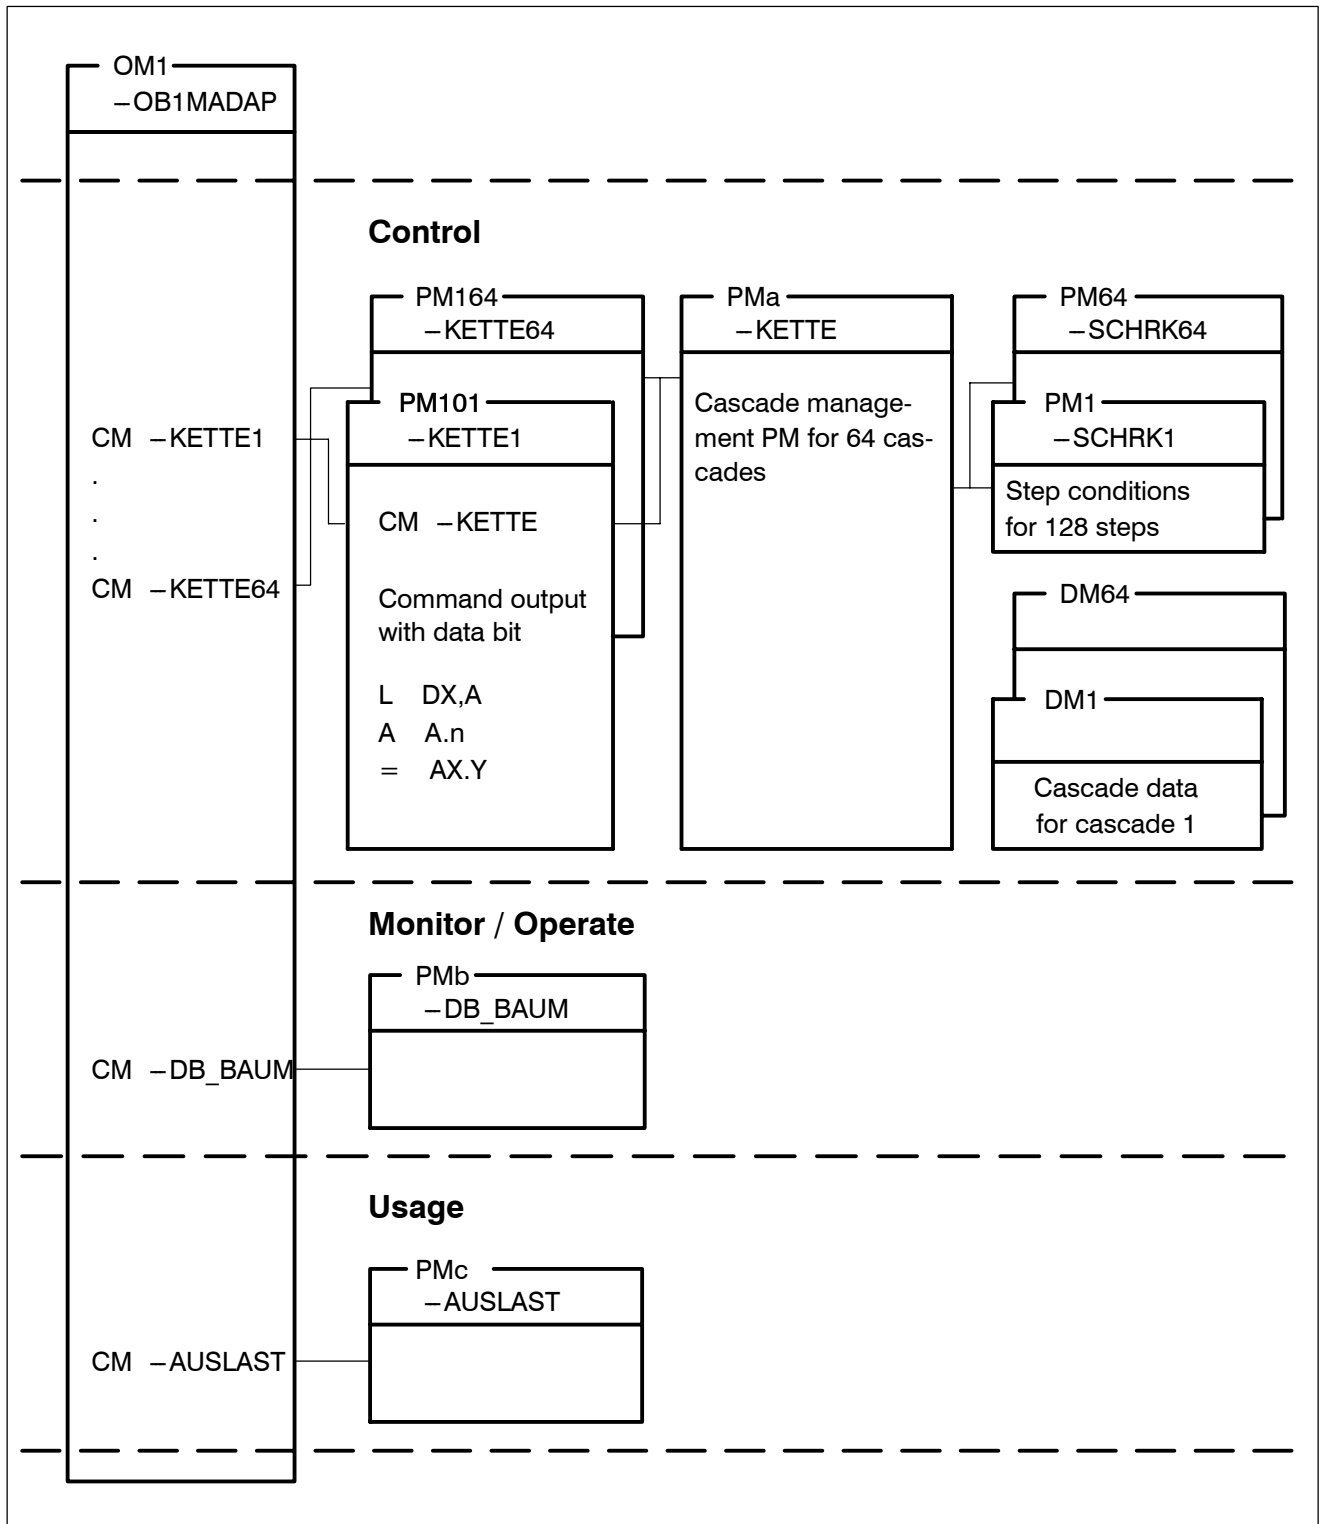 OM1
–OB1MADAP
Control
PM164
–KETTE64
PMa
–KETTE
PM64
–SCHRK64
PM101
–KETTE1
Cascade manage-
ment PM for 64 cas-
cades
PM1
–SCHRK1
Step conditions
for 128 steps
CM –KETTE1
.
.
.
CM –KETTE64
CM –KETTE
Command output
with data bit
L DX,A
A A.n
= AX.Y
DM64
DM1
Cascade data
for cascade 1
Monitor / Operate
PMb
–DB_BAUM
CM –DB_BAUM
Usage
PMc
–AUSLAST
CM –AUSLAST